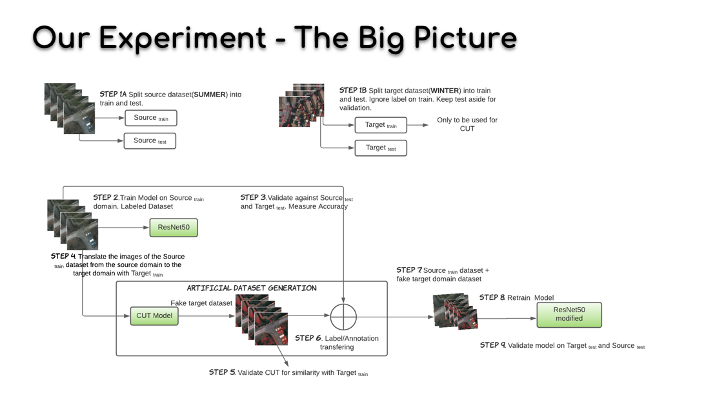 Our Experiment - The Big Picture
STEP 1A Split source dataset(SUMMER) into
train and test.
Source train
Source test
STEP 1B Split target dataset(WINTER) into train
and test. Ignore label on train. Keep test aside for
validation.
Target train
Only to be used for
CUT
Target test
STEP 2.Train Model on Source train
domain. Labeled Dataset
STEP 3.Validate against Source test
and Target test. Measure Accuracy
ResNet50
STEP 4. Translate the images of the Source
train dataset from the source domain to the
target domain with Target train
STEP 7 Source train dataset +
fake target domain dataset
ARTIFICIAL DATASET GENERATION
Fake target dataset
CUT Model
STEP 6. Label/Annotation
transfering
STEP 8 Retrain Model
ResNet50
modified
STEP 9. Validate model on Target test and Source test
STEP 5. Validate CUT for similarity with Target train